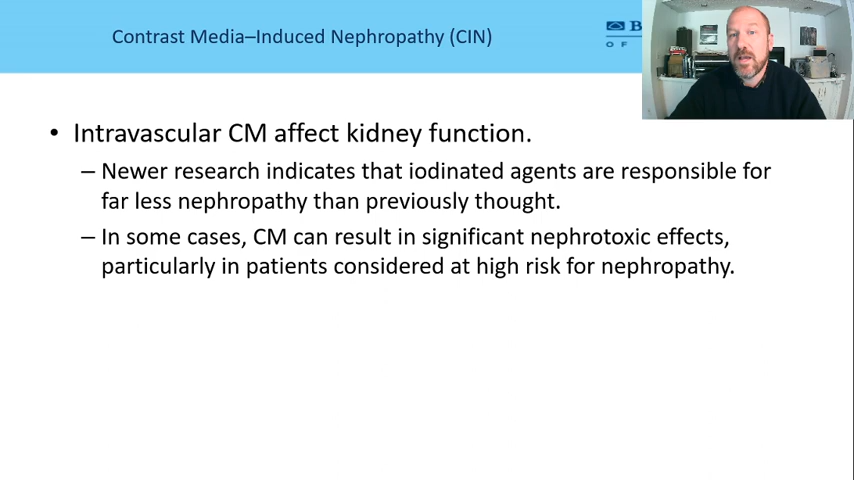 Contrast Media–Induced Nephropathy (CIN)
B
O F
• Intravascular CM affect kidney function.
– Newer research indicates that iodinated agents are responsible for
far less nephropathy than previously thought.
– In some cases, CM can result in significant nephrotoxic effects,
particularly in patients considered at high risk for nephropathy.